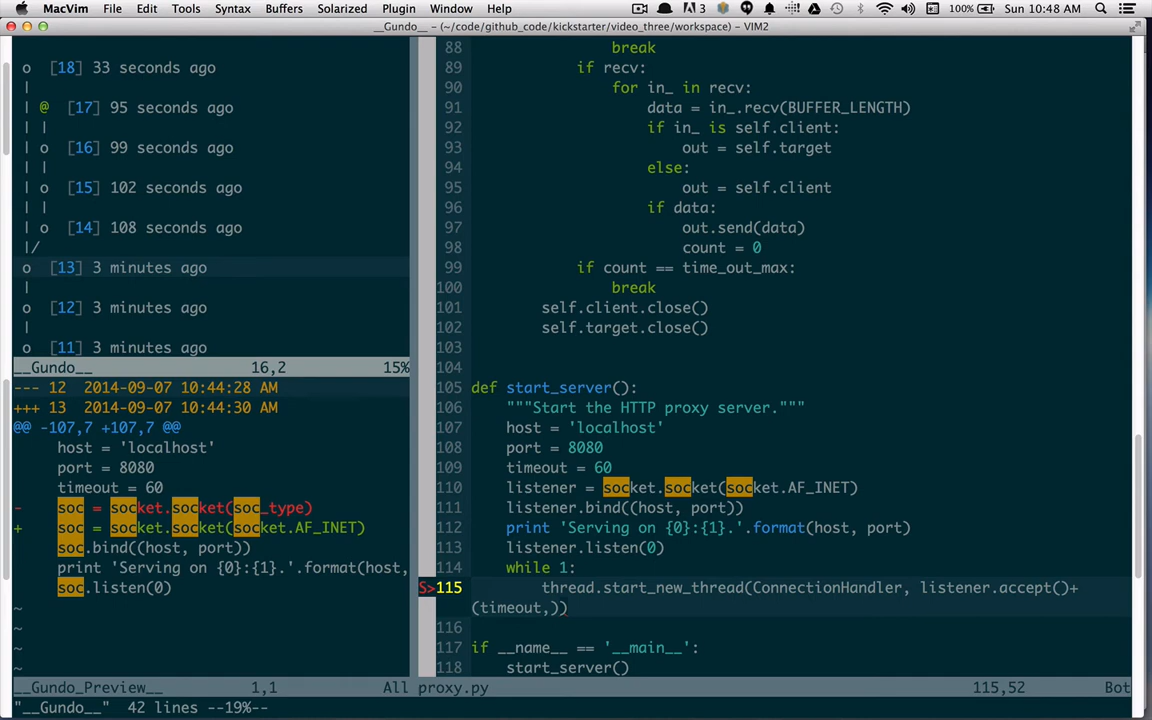 MacVim File Edit Tools Syntax Buffers Solarized Plugin Window Help 3 100% Sun 10:48 AM
__Gundo__ – (~/code/github_code/kickstarter/video_three/workspace) – VIM2
o [18] 33 seconds ago
|
| @ [17] 95 seconds ago
| |
| o [16] 99 seconds ago
| |
| o [15] 102 seconds ago
| |
| o [14] 108 seconds ago
|/
o [13] 3 minutes ago
|
o [12] 3 minutes ago
|
o [11] 3 minutes ago
__Gundo__ 16,2 15%
--- 12 2014-09-07 10:44:28 AM
+++ 13 2014-09-07 10:44:30 AM
@@ -107,7 +107,7 @@
host = 'localhost'
port = 8080
timeout = 60
- soc = socket.socket(soc_type)
+ soc = socket.socket(socket.AF_INET)
soc.bind((host, port))
print 'Serving on {0}:{1}.'.format(host,
soc.listen(0)
~
~
~
~
__Gundo_Preview__ 1,1 All
88 break
89 if recv:
90 for in_ in recv:
91 data = in_.recv(BUFFER_LENGTH)
92 if in_ is self.client:
93 out = self.target
94 else:
95 out = self.client
96 if data:
97 out.send(data)
98 count = 0
99 if count == time_out_max:
100 break
101 self.client.close()
102 self.target.close()
103
104
105 def start_server():
106 """Start the HTTP proxy server."""
107 host = 'localhost'
108 port = 8080
109 timeout = 60
110 listener = socket.socket(socket.AF_INET)
111 listener.bind((host, port))
112 print 'Serving on {0}:{1}.'.format(host, port)
113 listener.listen(0)
114 while 1:
S>115 thread.start_new_thread(ConnectionHandler, listener.accept()+
(timeout,))
116
117 if __name__ == '__main__':
118 start_server()
proxy.py 115,52 Bot
"__Gundo__" 42 lines --19%--